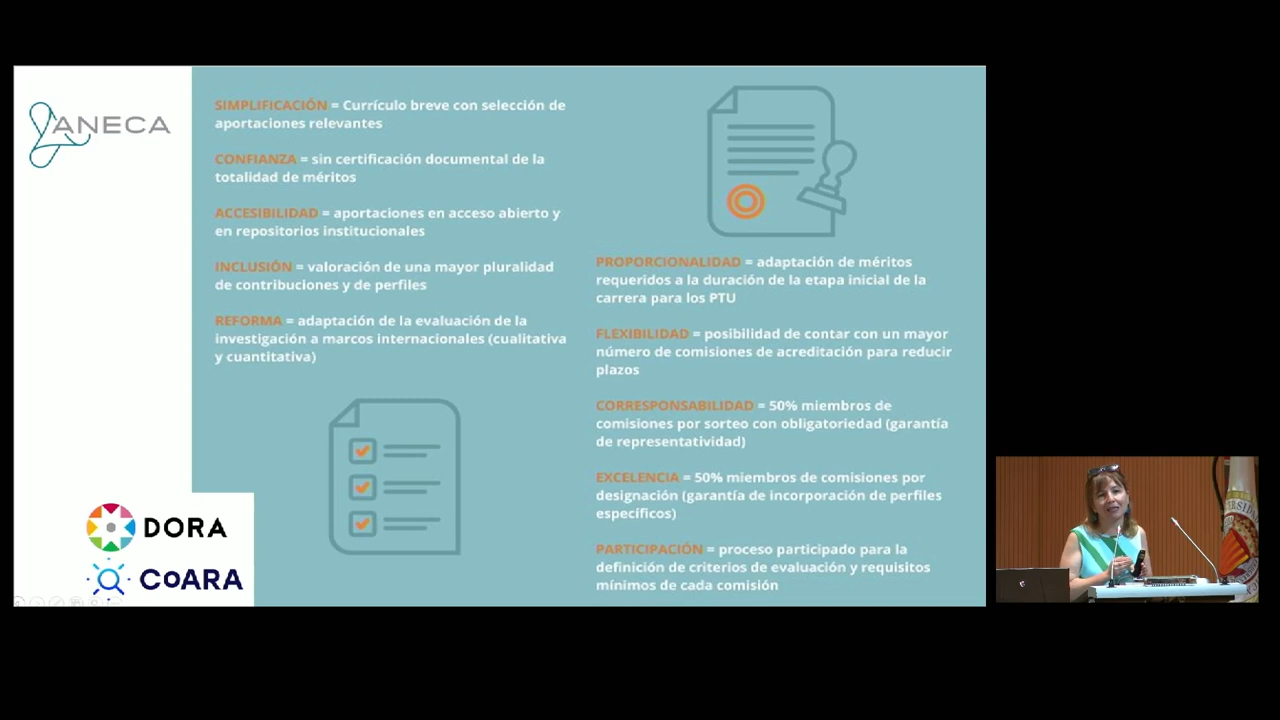 ANECA
SIMPLIFICACIÓN = Currículo breve con selección de
aportaciones relevantes
CONFIANZA = sin certificación documental de la
totalidad de méritos
ACCESIBILIDAD = aportaciones en acceso abierto y
en repositorios institucionales
INCLUSIÓN = valoración de una mayor pluralidad
de contribuciones y de perfiles
REFORMA = adaptación de la evaluación de la
investigación a marcos internacionales (cualitativa
y cuantitativa)
PROPORCIONALIDAD = adaptación de méritos
requeridos a la duración de la etapa inicial de la
carrera para los PTU
FLEXIBILIDAD = posibilidad de contar con un mayor
número de comisiones de acreditación para reducir
plazos
CORRESPONSABILIDAD = 50% miembros de
comisiones por sorteo con obligatoriedad (garantía
de representatividad)
EXCELENCIA = 50% miembros de comisiones por
designación (garantía de incorporación de perfiles
específicos)
PARTICIPACIÓN = proceso participado para la
definición de criterios de evaluación y requisitos
mínimos de cada comisión
DORA
CoARA